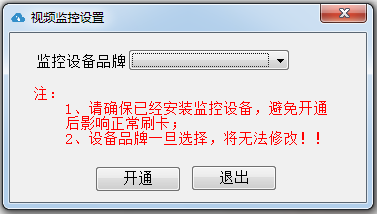 视频监控设置
监控设备品牌
注：
1、请确保已经安装监控设备，避免开通
后影响正常刷卡；
2、设备品牌一旦选择，将无法修改！！
开通
退出